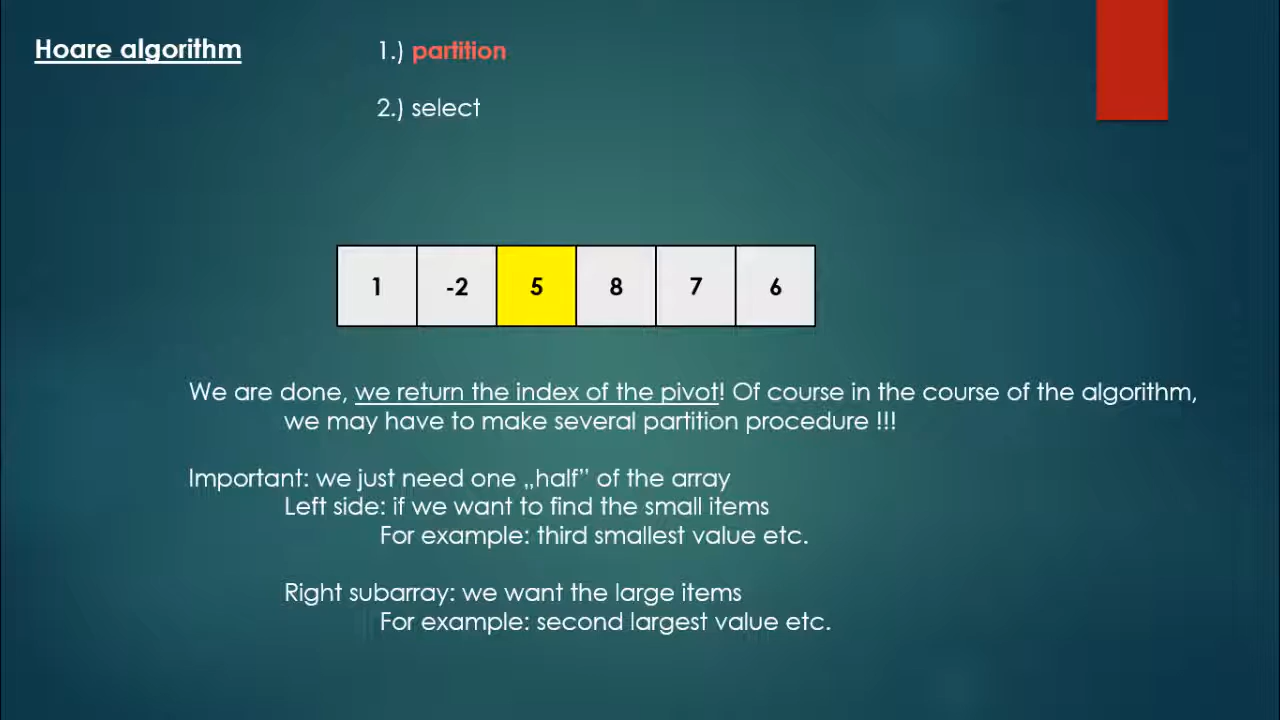 Hoare algorithm
1.) partition
2.) select
1 -2 5 8 7 6
We are done, we return the index of the pivot! Of course in the course of the algorithm,
we may have to make several partition procedure !!!
Important: we just need one „half” of the array
Left side: if we want to find the small items
For example: third smallest value etc.
Right subarray: we want the large items
For example: second largest value etc.